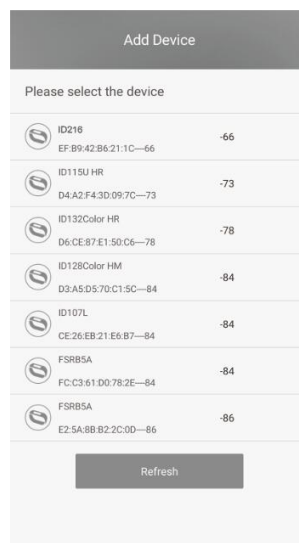 Add Device
Please select the device
ID216
-66
EF:B9:42:B6:21:1C—66
ID115U HR
-73
D4:A2:F4:3D:09:7C—73
ID132Color HR
-78
D6:CE:87:E1:50:C6—78
ID128Color HM
-84
D3:A5:D5:70:C1:5C—84
ID107L
-84
CE:26:EB:21:E6:B7—84
FSRB5A
-84
FC:C3:61:D0:78:2E—84
FSRB5A
-86
E2:5A:8B:B2:2C:0D—86
Refresh